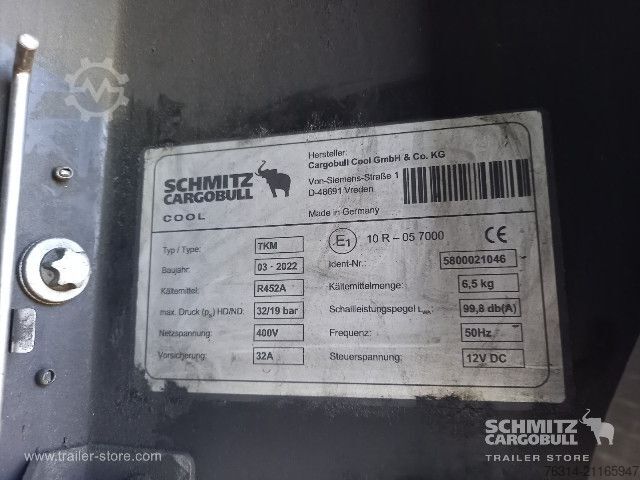 SCHMITZ
CARGOBULL
COOL
Hersteller:
Cargobull Cool GmbH & Co. KG
Von-Siemens-Straße 1
D-48691 Vreden
Made in Germany
Typ / Type: TKM E1 10 R - 05 7000 CE
Baujahr: 03 - 2022 Ident-Nr.: 5800021046
Kältemittel: R452A Kältemittelmenge: 6,5 kg
max. Druck (ps) HD/ND: 32/19 bar Schallleistungspegel LWA: 99,8 db(A)
Netzspannung: 400V Frequenz: 50Hz
Vorsicherung: 32A Steuerspannung: 12V DC
www.trailer-store.com
SCHMITZ
CARGOBULL
TRAILER STORE
76314-21165947